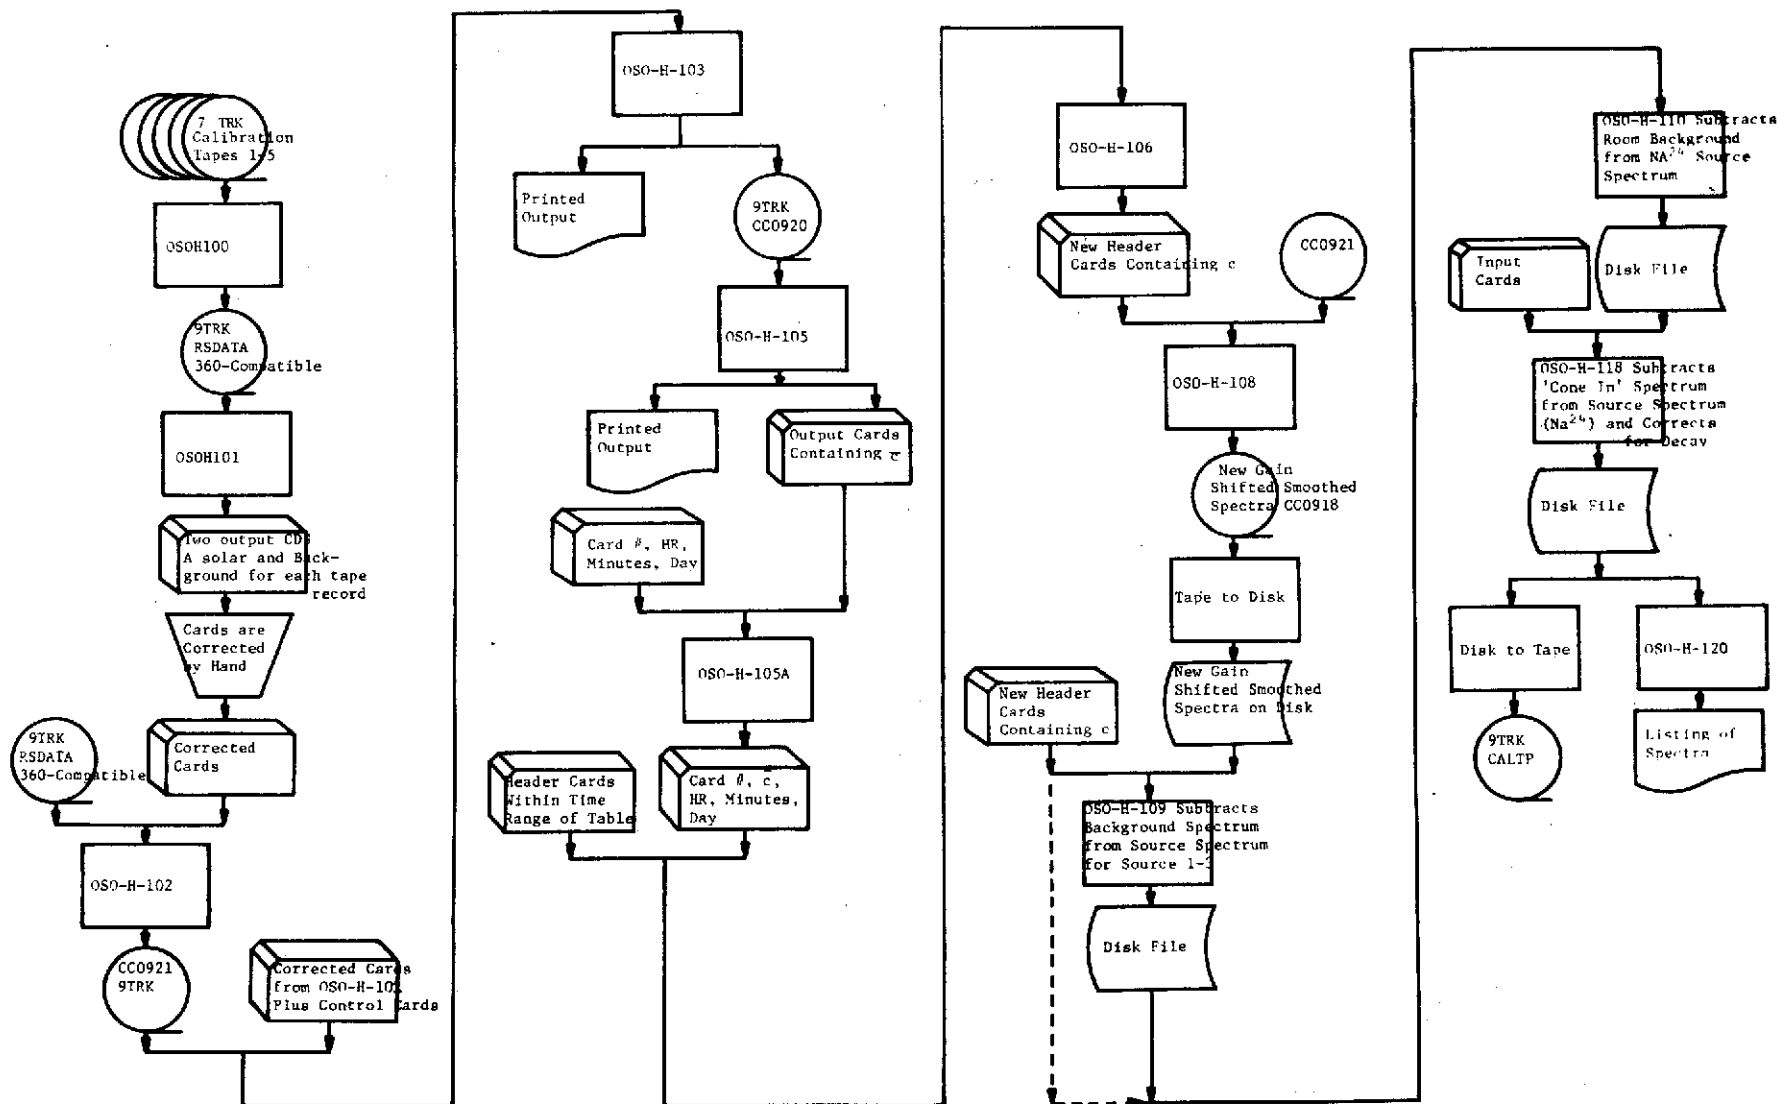 7 TRK
Calibration
Tapes 1-5
OSOH100
9TRK
RSDATA
360-Compatible
OSOH101
Two output CD
A solar and Back-
ground for each tape
record
Cards are
Corrected
by Hand
9TRK
RSDATA
360-Compatible
Corrected
Cards
OSO-H-102
CC0921
9TRK
Corrected Cards
from OSO-H-10
Plus Control Cards
OSO-H-103
Printed
Output
9TRK
CC0920
OSO-H-105
Printed
Output
Output Cards
Containing c̅
Card #, HR,
Minutes, Day
OSO-H-105A
Header Cards
Within Time
Range of Table
Card #, c̅,
HR, Minutes,
Day
OSO-H-106
New Header
Cards Containing c
CC0921
OSO-H-108
New Gain
Shifted Smoothed
Spectra CC0918
Tape to Disk
New Header
Cards
Containing c
New Gain
Shifted Smoothed
Spectra on Disk
OSO-H-109 Subtracts
Background Spectrum
from Source Spectrum
for Source 1-3
Disk File
OSO-H-110 Subtracts
Room Background
from NA²⁴ Source
Spectrum
Input
Cards
Disk File
OSO-H-118 Subtracts
'Cone In' Spectrum
from Source Spectrum
(Na²⁴) and Corrects
for Decay
Disk File
Disk to Tape
OSO-H-120
9TRK
CALTP
Listing of
Spectra